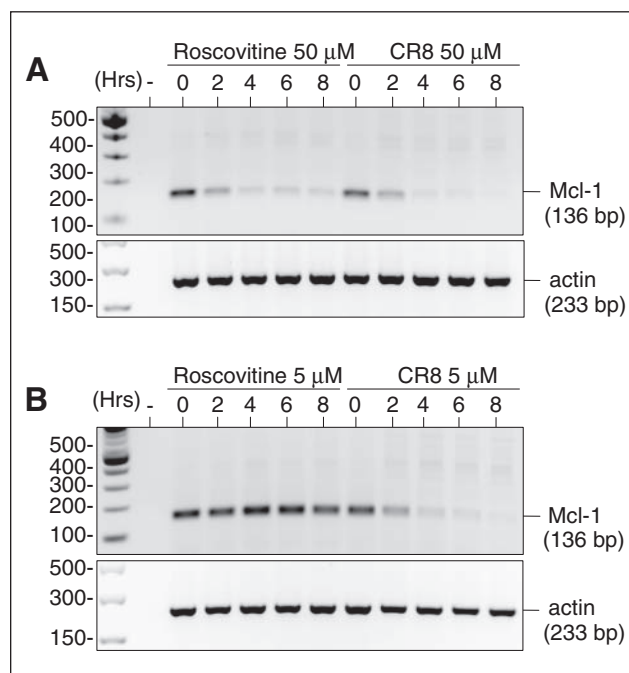 A
Roscovitine 50 μM CR8 50 μM
(Hrs) - 0 2 4 6 8 0 2 4 6 8
500-
400-
300-
200-
100-
Mcl-1
(136 bp)
500-
300-
150-
actin
(233 bp)
B
Roscovitine 5 μM CR8 5 μM
(Hrs) - 0 2 4 6 8 0 2 4 6 8
500-
400-
300-
200-
100-
Mcl-1
(136 bp)
500-
300-
150-
actin
(233 bp)